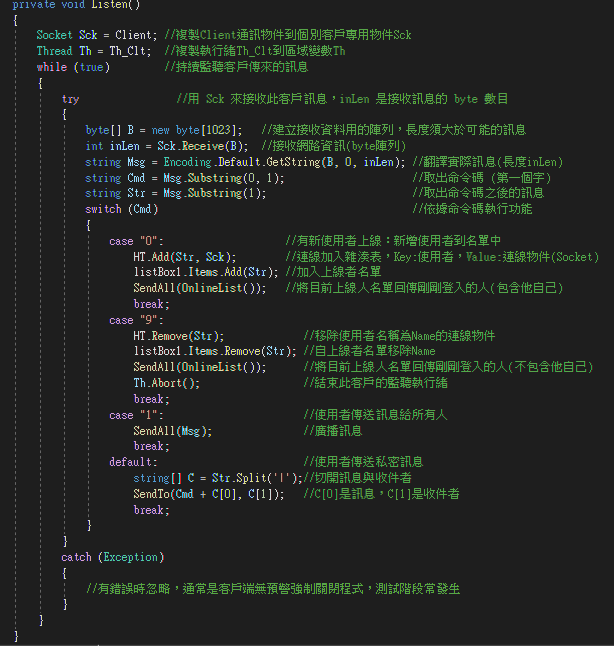 private void Listen()
{
Socket Sck = Client; //複製Client通訊物件到個別客戶專用物件Sck
Thread Th = Th_Clt; //複製執行緒Th_Clt到區域變數Th
while (true) //持續監聽客戶傳來的訊息
{
try //用 Sck 來接收此客戶訊息，inLen 是接收訊息的 byte 數目
{
byte[] B = new byte[1023]; //建立接收資料用的陣列，長度須大於可能的訊息
int inLen = Sck.Receive(B); //接收網路資訊(byte陣列)
string Msg = Encoding.Default.GetString(B, 0, inLen); //翻譯實際訊息(長度inLen)
string Cmd = Msg.Substring(0, 1); //取出命令碼 (第一個字)
string Str = Msg.Substring(1); //取出命令碼之後的訊息
switch (Cmd) //依據命令碼執行功能
{
case "0": //有新使用者上線：新增使用者到名單中
HT.Add(Str, Sck); //連線加入雜湊表，Key:使用者，Value:連線物件(Socket)
listBox1.Items.Add(Str); //加入上線者名單
SendAll(OnlineList()); //將目前上線人名單回傳剛剛登入的人(包含他自己)
break;
case "9":
HT.Remove(Str); //移除使用者名稱為Name的連線物件
listBox1.Items.Remove(Str); //自上線者名單移除Name
SendAll(OnlineList()); //將目前上線人名單回傳剛剛登入的人(不包含他自己)
Th.Abort(); //結束此客戶的監聽執行緒
break;
case "1": //使用者傳送訊息給所有人
SendAll(Msg); //廣播訊息
break;
default: //使用者傳送私密訊息
string[] C = Str.Split('|');//切開訊息與收件者
SendTo(Cmd + C[0], C[1]); //C[0]是訊息，C[1]是收件者
break;
}
}
catch (Exception)
{
//有錯誤時忽略，通常是客戶端無預警強制關閉程式，測試階段常發生
}
}
}